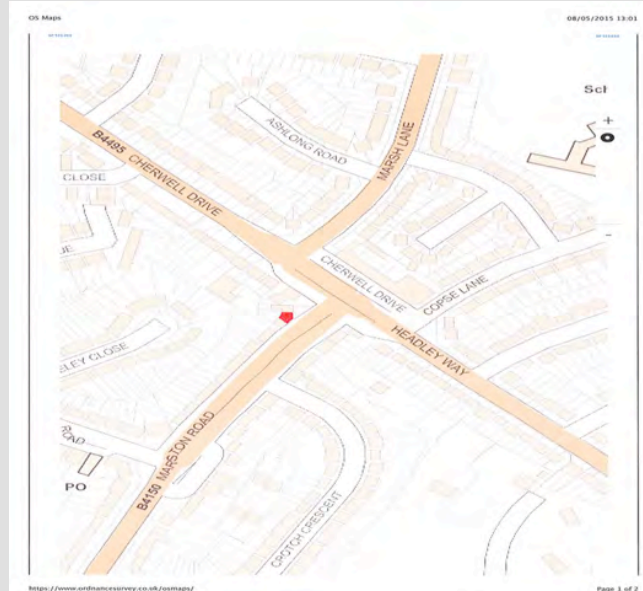 OS Maps 08/05/2015 13:01
Sch
+
ASHLONG ROAD
MARSH LANE
B4495 CHERWELL DRIVE
CLOSE
-
UE
CHERWELL DRIVE
COPSE LANE
HEADLEY WAY
ELEY CLOSE
ROAD
B4150 MARSTON ROAD
PO
CROTCH CRESCENT
https://www.ordnancesurvey.co.uk/osmaps/ Page 1 of 2